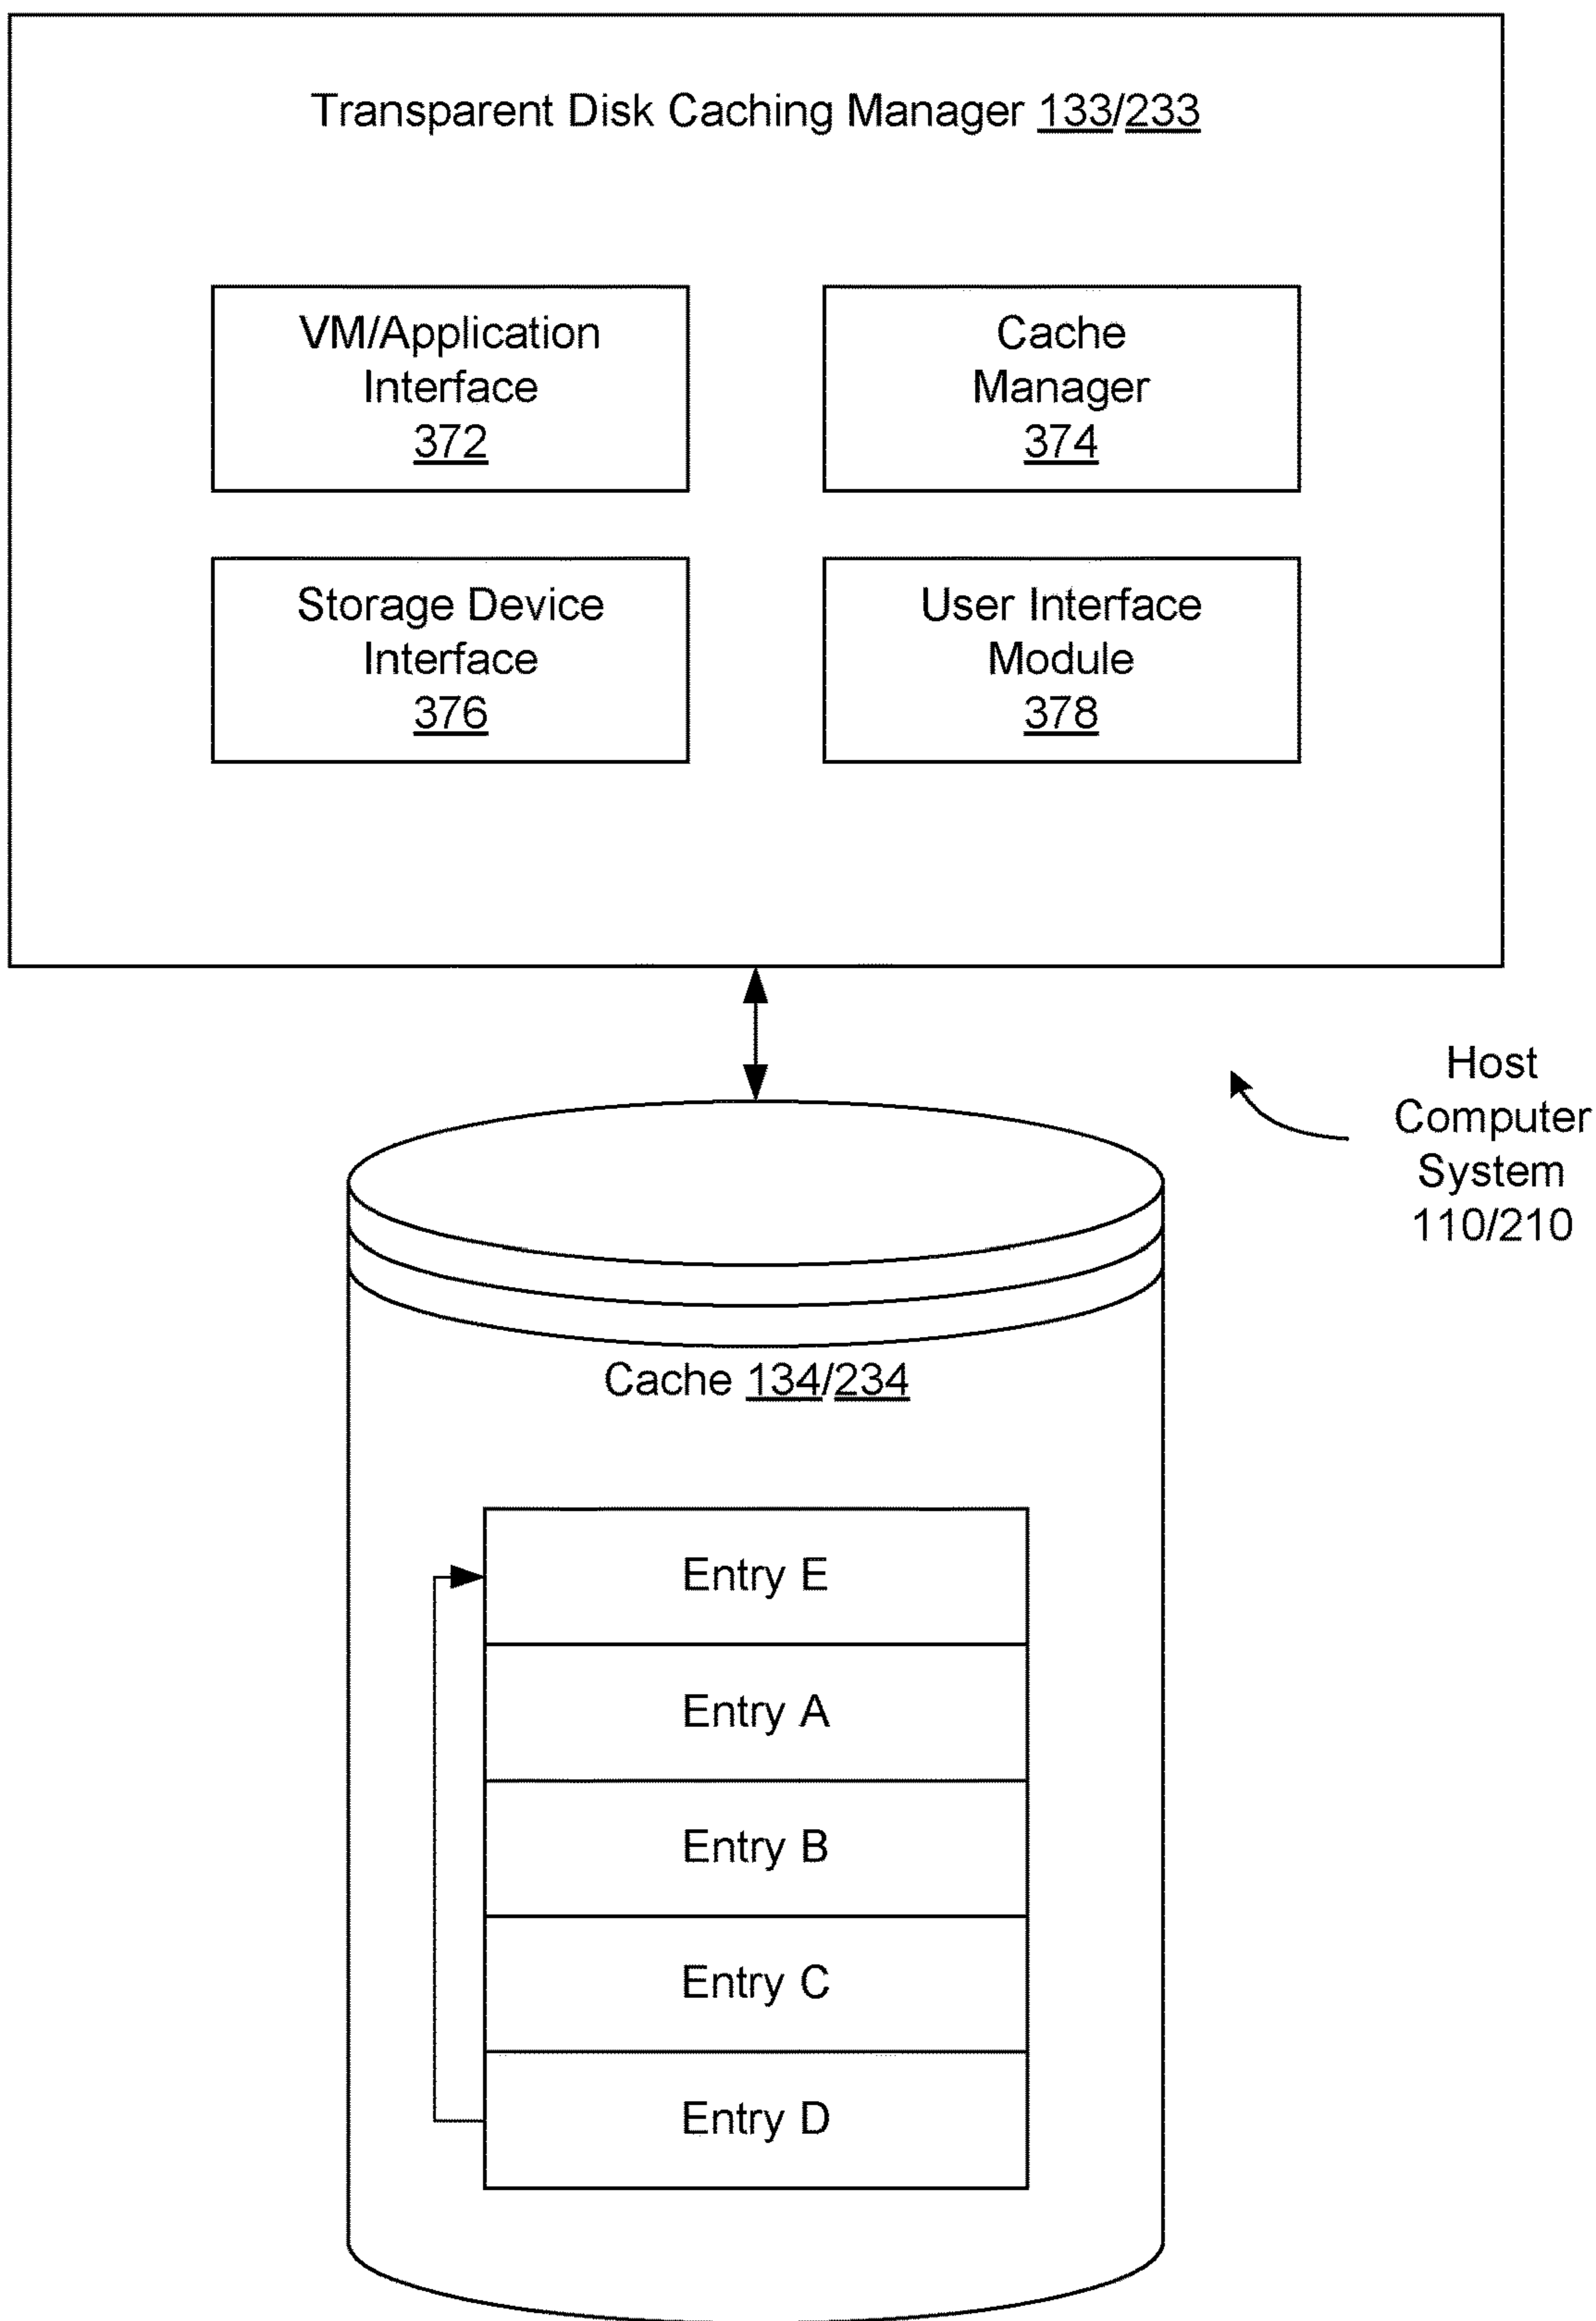 Transparent Disk Caching Manager 133/233
VM/Application
Interface
372
Cache
Manager
374
Storage Device
Interface
376
User Interface
Module
378
Host
Computer
System
110/210
Cache 134/234
Entry E
Entry A
Entry B
Entry C
Entry D